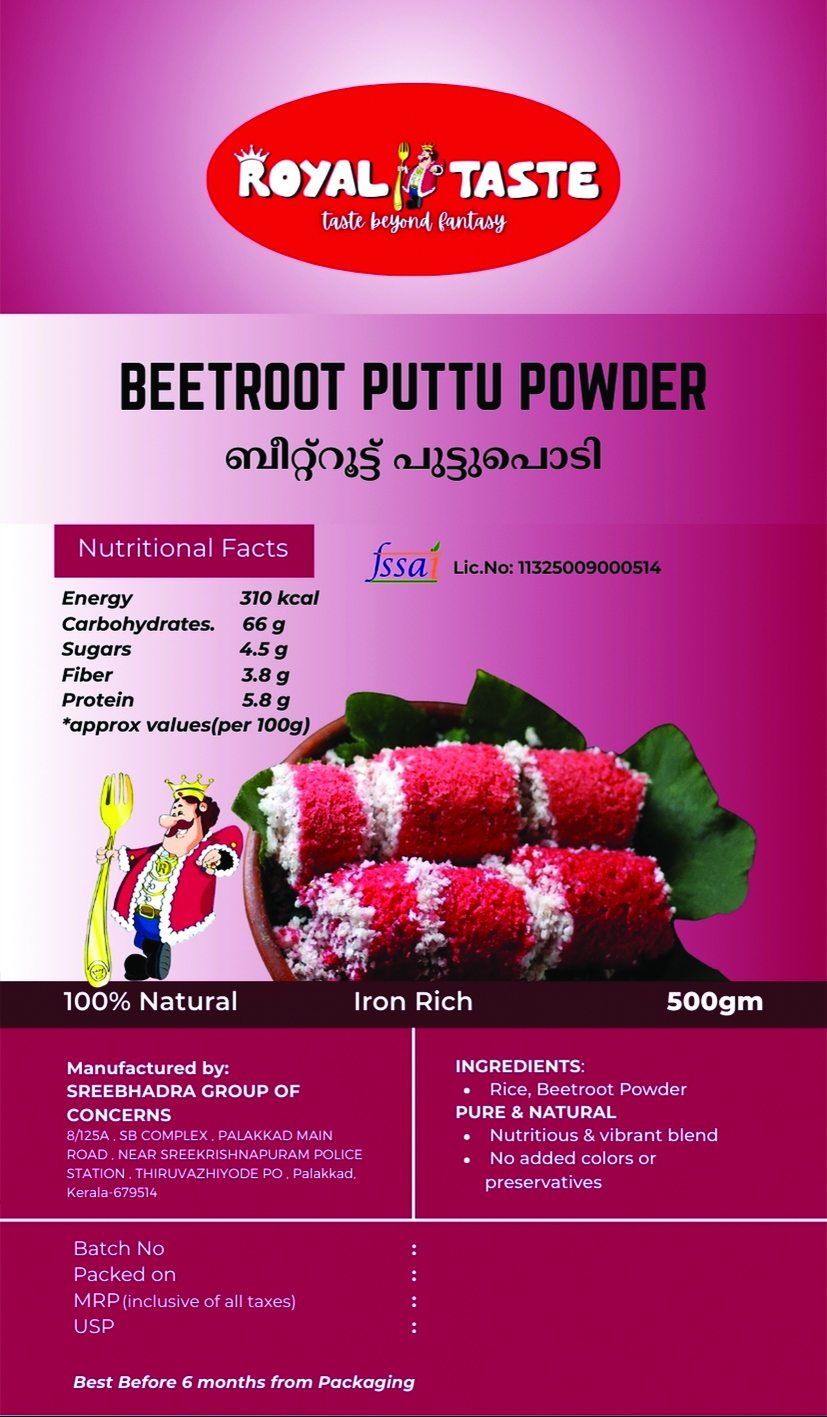 ROYAL TASTE
taste beyond fantasy
BEETROOT PUTTU POWDER
ബീറ്റ്റൂട്ട് പുട്ടുപൊടി
Nutritional Facts
fssai Lic.No: 11325009000514
Energy 310 kcal
Carbohydrates. 66 g
Sugars 4.5 g
Fiber 3.8 g
Protein 5.8 g
*approx values(per 100g)
100% Natural Iron Rich 500gm
Manufactured by:
SREEBHADRA GROUP OF
CONCERNS
8/125A , SB COMPLEX , PALAKKAD MAIN
ROAD , NEAR SREEKRISHNAPURAM POLICE
STATION , THIRUVAZHIYODE PO , Palakkad,
Kerala-679514
INGREDIENTS:
• Rice, Beetroot Powder
PURE & NATURAL
• Nutritious & vibrant blend
• No added colors or
preservatives
Batch No :
Packed on :
MRP(inclusive of all taxes) :
USP :
Best Before 6 months from Packaging